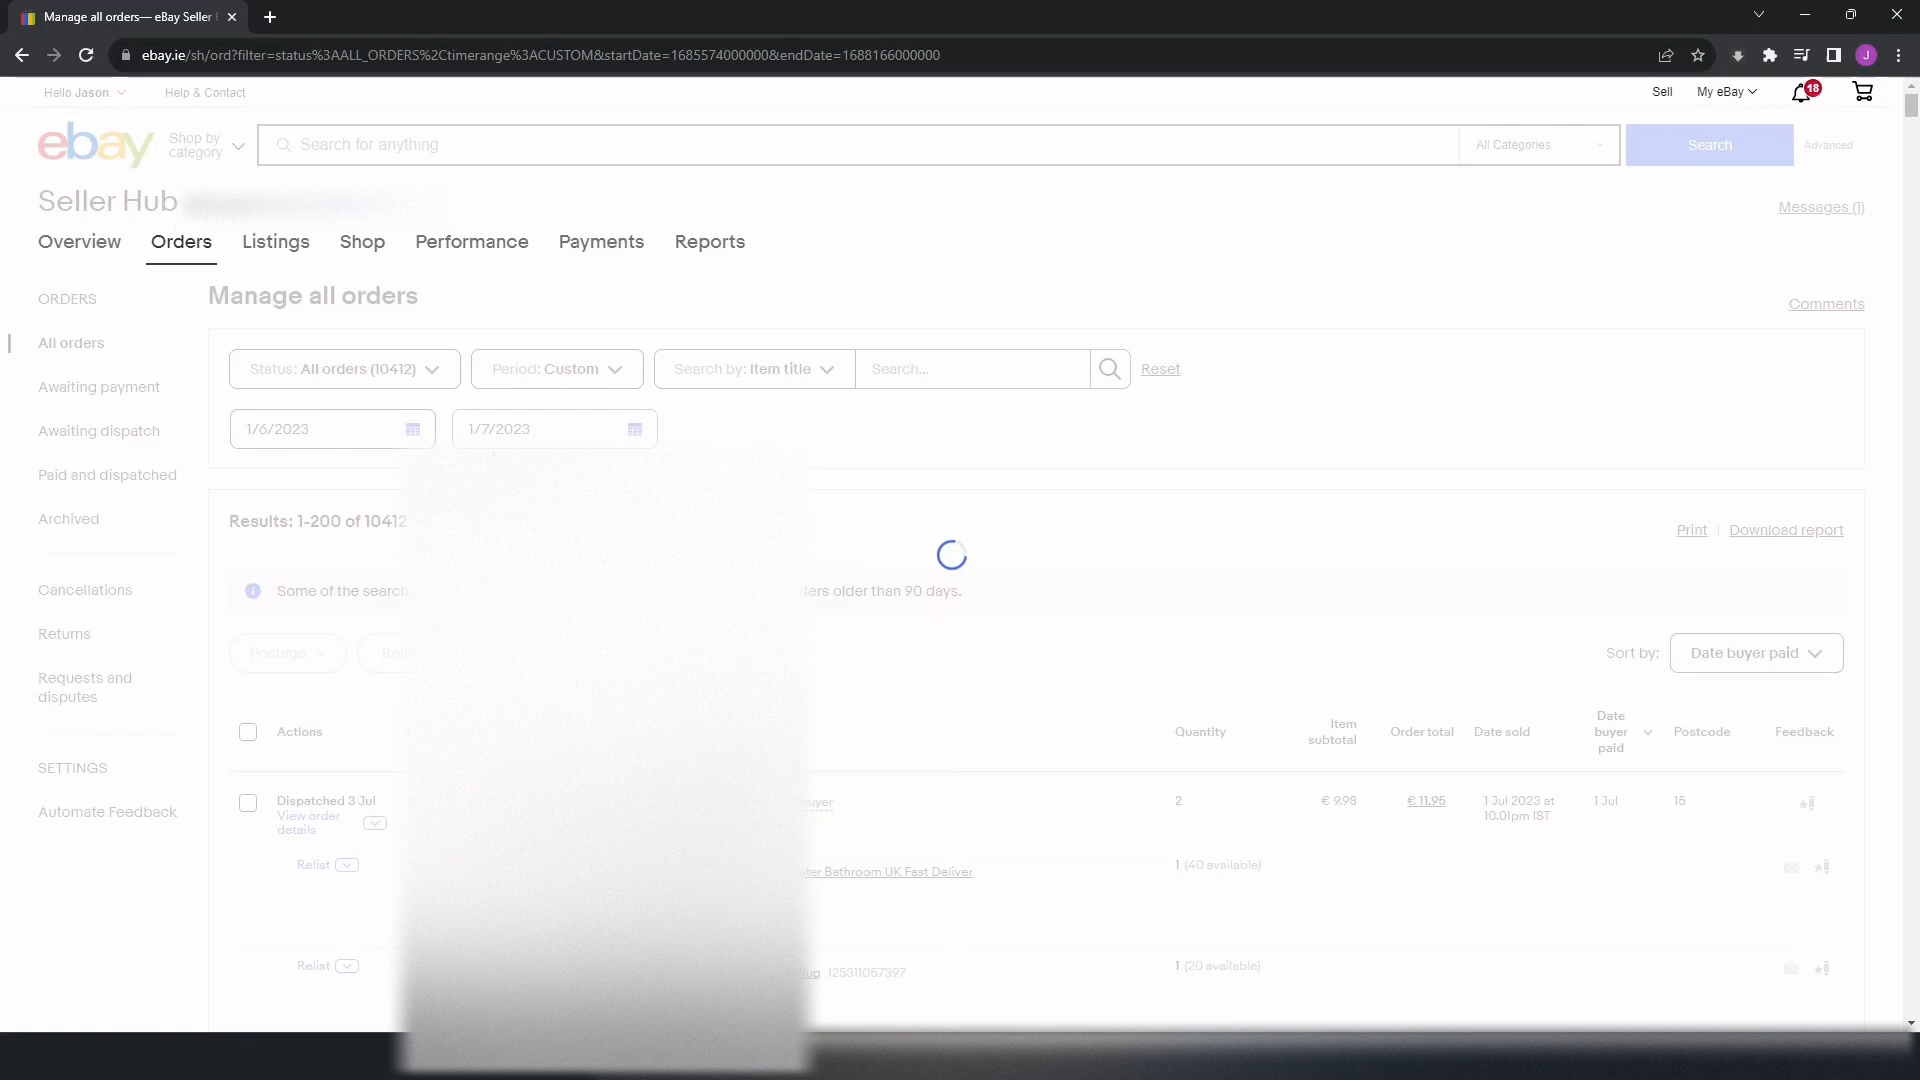 Manage all orders— eBay Seller
ebay.ie/sh/ord?filter=status%3AALL_ORDERS%2Ctimerange%3ACUSTOM&startDate=1685574000000&endDate=1688166000000
J
Hello Jason
Help & Contact
Sell
My eBay
18
ebay
Shop by
category
Search for anything
All Categories
Search
Advanced
Seller Hub
Messages (1)
Overview
Orders
Listings
Shop
Performance
Payments
Reports
ORDERS
All orders
Awaiting payment
Awaiting dispatch
Paid and dispatched
Archived
Cancellations
Returns
Requests and
disputes
SETTINGS
Automate Feedback
Manage all orders
Comments
Status: All orders (10412)
Period: Custom
Search by: Item title
Search...
Reset
1/6/2023
1/7/2023
Results: 1-200 of 10412
Print
Download report
Some of the search
older than 90 days.
Postage
Sort by:
Date buyer paid
Actions
Quantity
Item
subtotal
Order total
Date sold
Date
buyer
paid
Postcode
Feedback
Dispatched 3 Jul
View order
details
buyer
2
€ 9.98
€ 11.95
1 Jul 2023 at
10.01pm IST
1 Jul
15
Relist
Bathroom UK Fast Deliver
1 (40 available)
Relist
125311057397
1 (20 available)